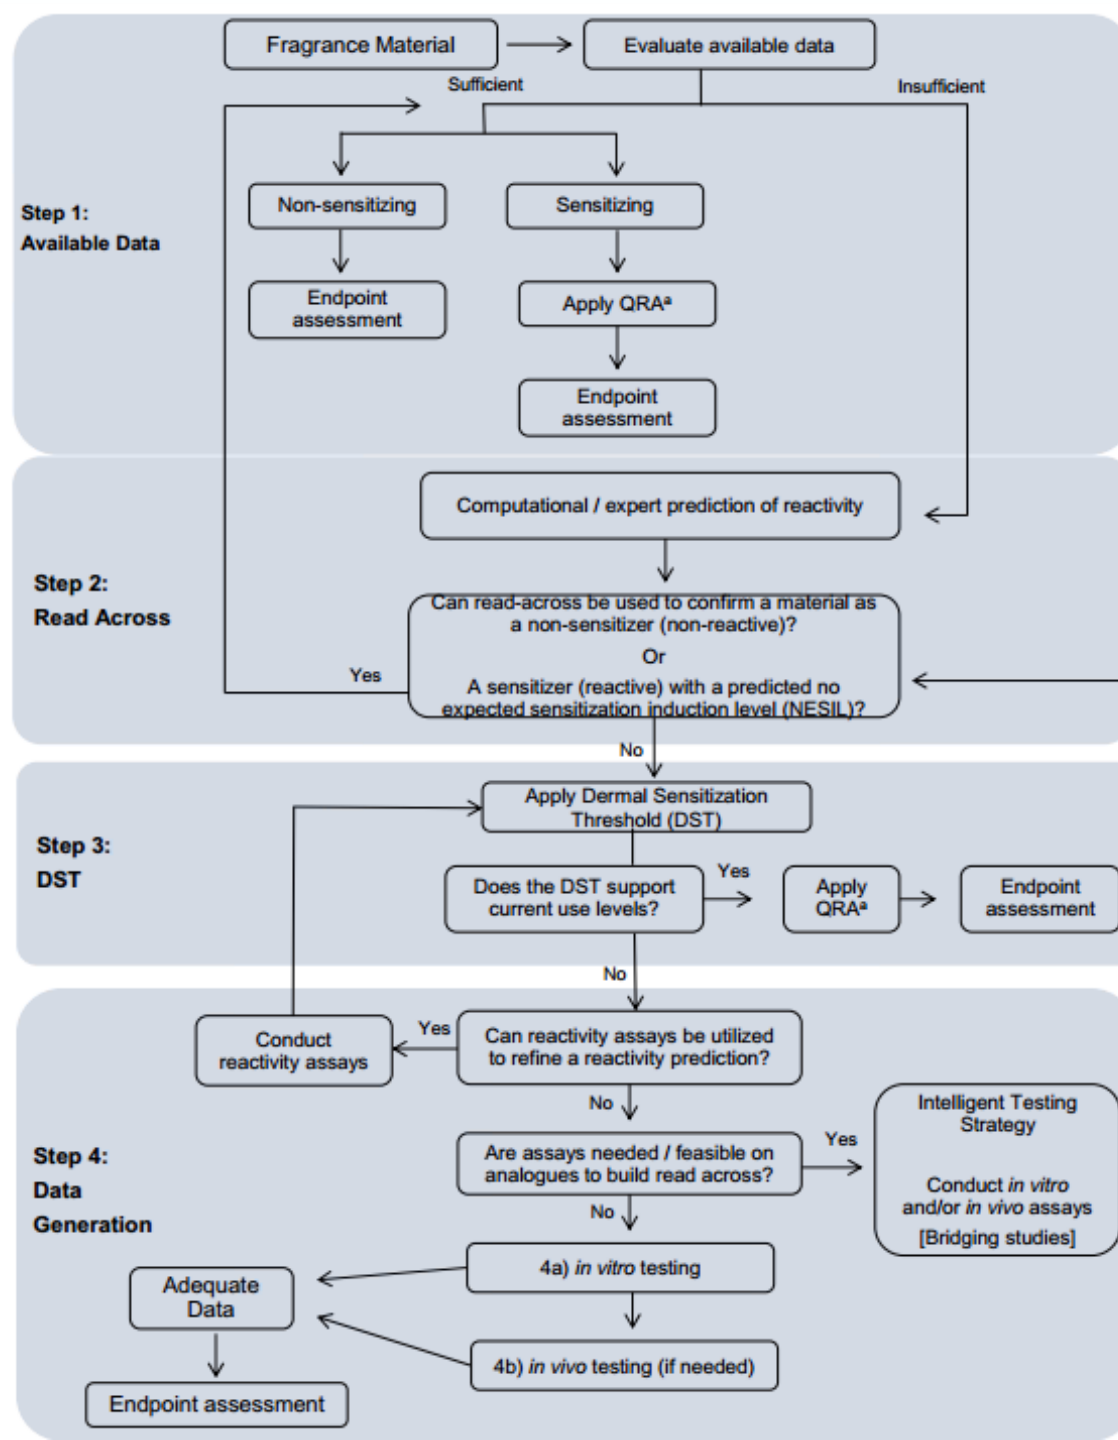 Fragrance Material
Evaluate available data
Sufficient
Insufficient
Step 1:
Available Data
Non-sensitizing
Sensitizing
Endpoint
assessment
Apply QRAª
Endpoint
assessment
Computational / expert prediction of reactivity
Step 2:
Read Across
Can read-across be used to confirm a material as
a non-sensitizer (non-reactive)?
Or
A sensitizer (reactive) with a predicted no
expected sensitization induction level (NESIL)?
Yes
No
Step 3:
DST
Apply Dermal Sensitization
Threshold (DST)
Does the DST support
current use levels?
Yes
Apply
QRAª
Endpoint
assessment
No
Conduct
reactivity assays
Yes
Can reactivity assays be utilized
to refine a reactivity prediction?
No
Step 4:
Data
Generation
Are assays needed / feasible on
analogues to build read across?
Yes
Intelligent Testing
Strategy
Conduct in vitro
and/or in vivo assays
[Bridging studies]
No
4a) in vitro testing
Adequate
Data
4b) in vivo testing (if needed)
Endpoint assessment